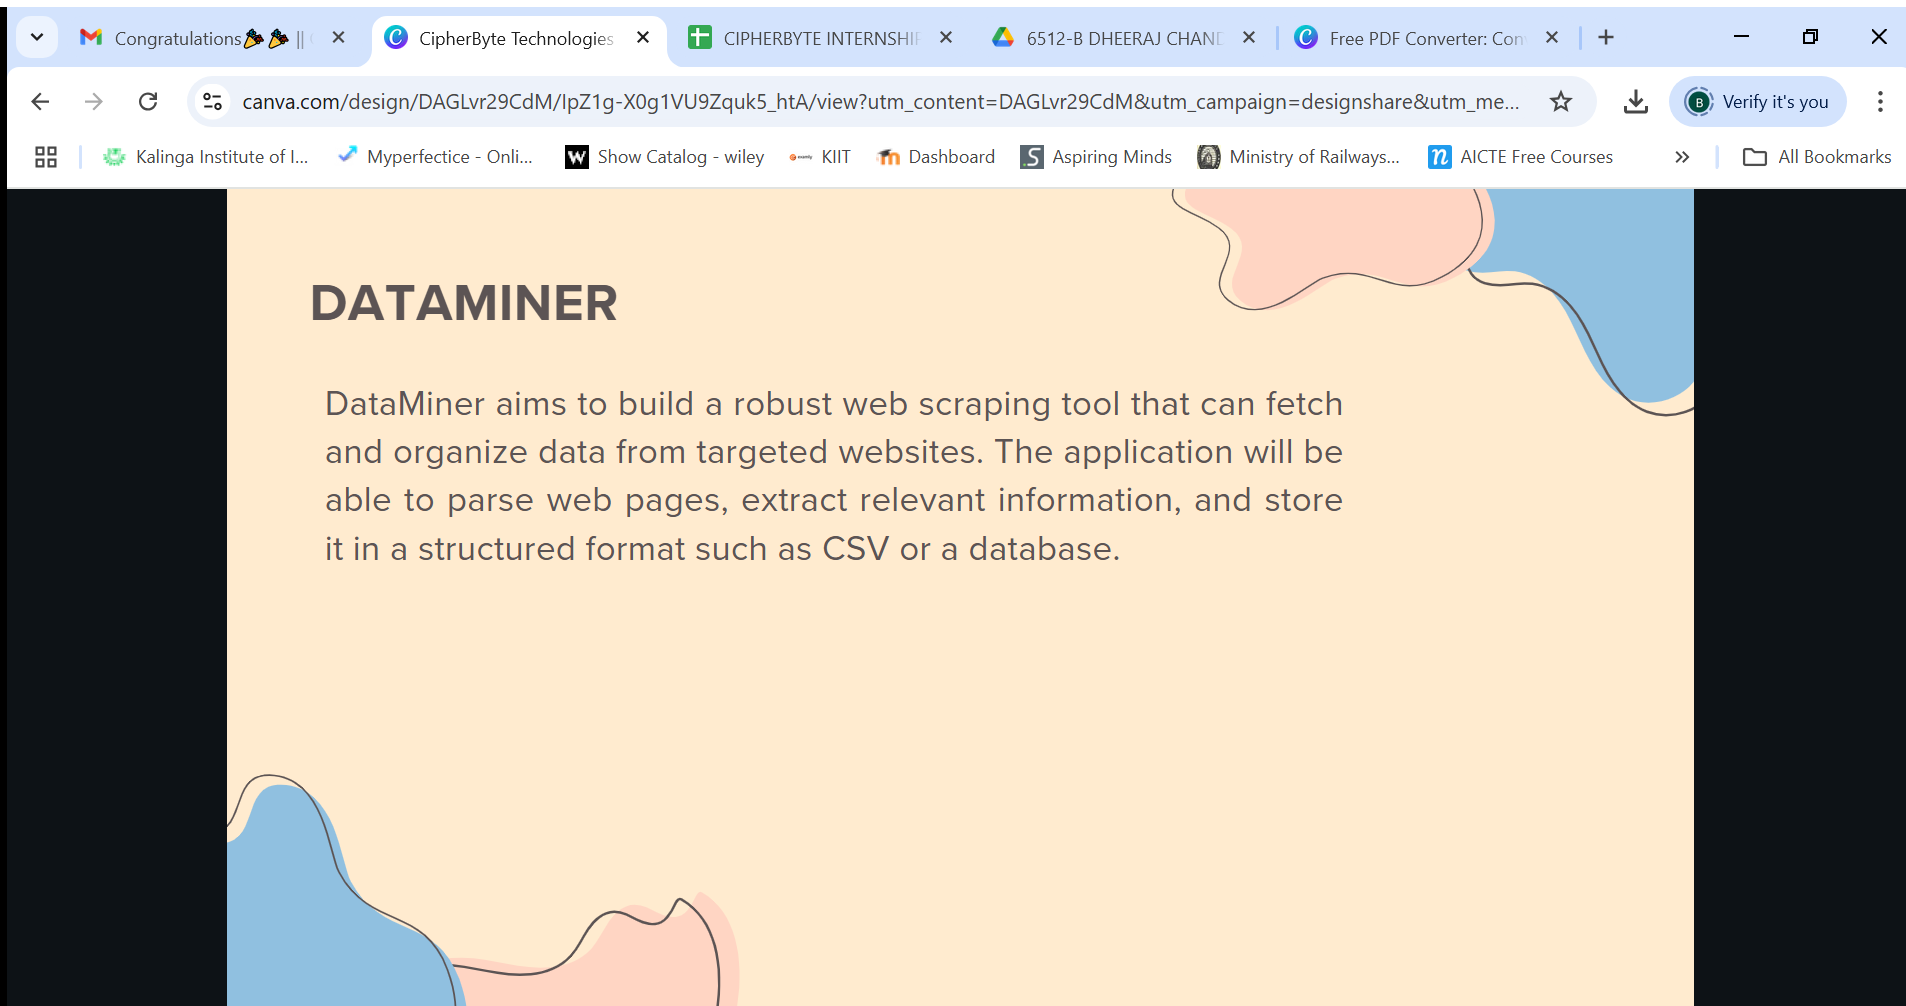 Congratulations🎉🎉 ||
CipherByte Technologies
CIPHERBYTE INTERNSHIP
6512-B DHEERAJ CHAND
Free PDF Converter: Con
canva.com/design/DAGLvr29CdM/IpZ1g-X0g1VU9Zquk5_htA/view?utm_content=DAGLvr29CdM&utm_campaign=designshare&utm_me...
B
Verify it's you
Kalinga Institute of I...
Myperfectice - Onli...
Show Catalog - wiley
KIIT
Dashboard
Aspiring Minds
Ministry of Railways...
AICTE Free Courses
All Bookmarks
DATAMINER
DataMiner aims to build a robust web scraping tool that can fetch
and organize data from targeted websites. The application will be
able to parse web pages, extract relevant information, and store
it in a structured format such as CSV or a database.